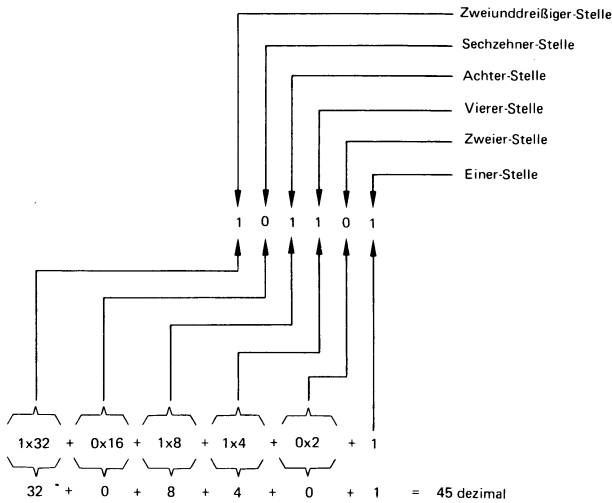 Zweiunddreißiger-Stelle
Sechzehner-Stelle
Achter-Stelle
Vierer-Stelle
Zweier-Stelle
Einer-Stelle
1 0 1 1 0 1
1x32 + 0x16 + 1x8 + 1x4 + 0x2 + 1
32 + 0 + 8 + 4 + 0 + 1 = 45 dezimal